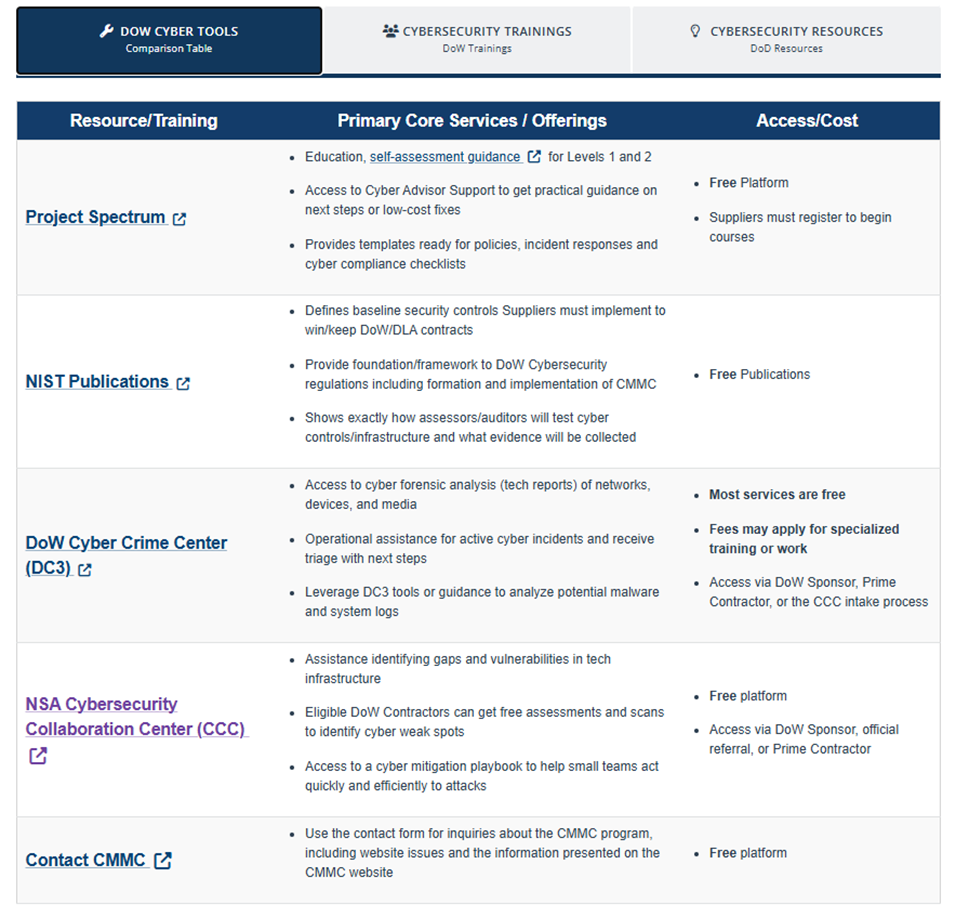 DOW CYBER TOOLS
Comparison Table
CYBERSECURITY TRAININGS
DoW Trainings
CYBERSECURITY RESOURCES
DoD Resources
Resource/Training
Primary Core Services / Offerings
Access/Cost
Project Spectrum
Education, self-assessment guidance for Levels 1 and 2
Access to Cyber Advisor Support to get practical guidance on
next steps or low-cost fixes
Provides templates ready for policies, incident responses and
cyber compliance checklists
Free Platform
Suppliers must register to begin
courses
NIST Publications
Defines baseline security controls Suppliers must implement to
win/keep DoW/DLA contracts
Provide foundation/framework to DoW Cybersecurity
regulations including formation and implementation of CMMC
Shows exactly how assessors/auditors will test cyber
controls/infrastructure and what evidence will be collected
Free Publications
DoW Cyber Crime Center
(DC3)
Access to cyber forensic analysis (tech reports) of networks,
devices, and media
Operational assistance for active cyber incidents and receive
triage with next steps
Leverage DC3 tools or guidance to analyze potential malware
and system logs
Most services are free
Fees may apply for specialized
training or work
Access via DoW Sponsor, Prime
Contractor, or the CCC intake process
NSA Cybersecurity
Collaboration Center (CCC)
Assistance identifying gaps and vulnerabilities in tech
infrastructure
Eligible DoW Contractors can get free assessments and scans
to identify cyber weak spots
Access to a cyber mitigation playbook to help small teams act
quickly and efficiently to attacks
Free platform
Access via DoW Sponsor, official
referral, or Prime Contractor
Contact CMMC
Use the contact form for inquiries about the CMMC program,
including website issues and the information presented on the
CMMC website
Free platform